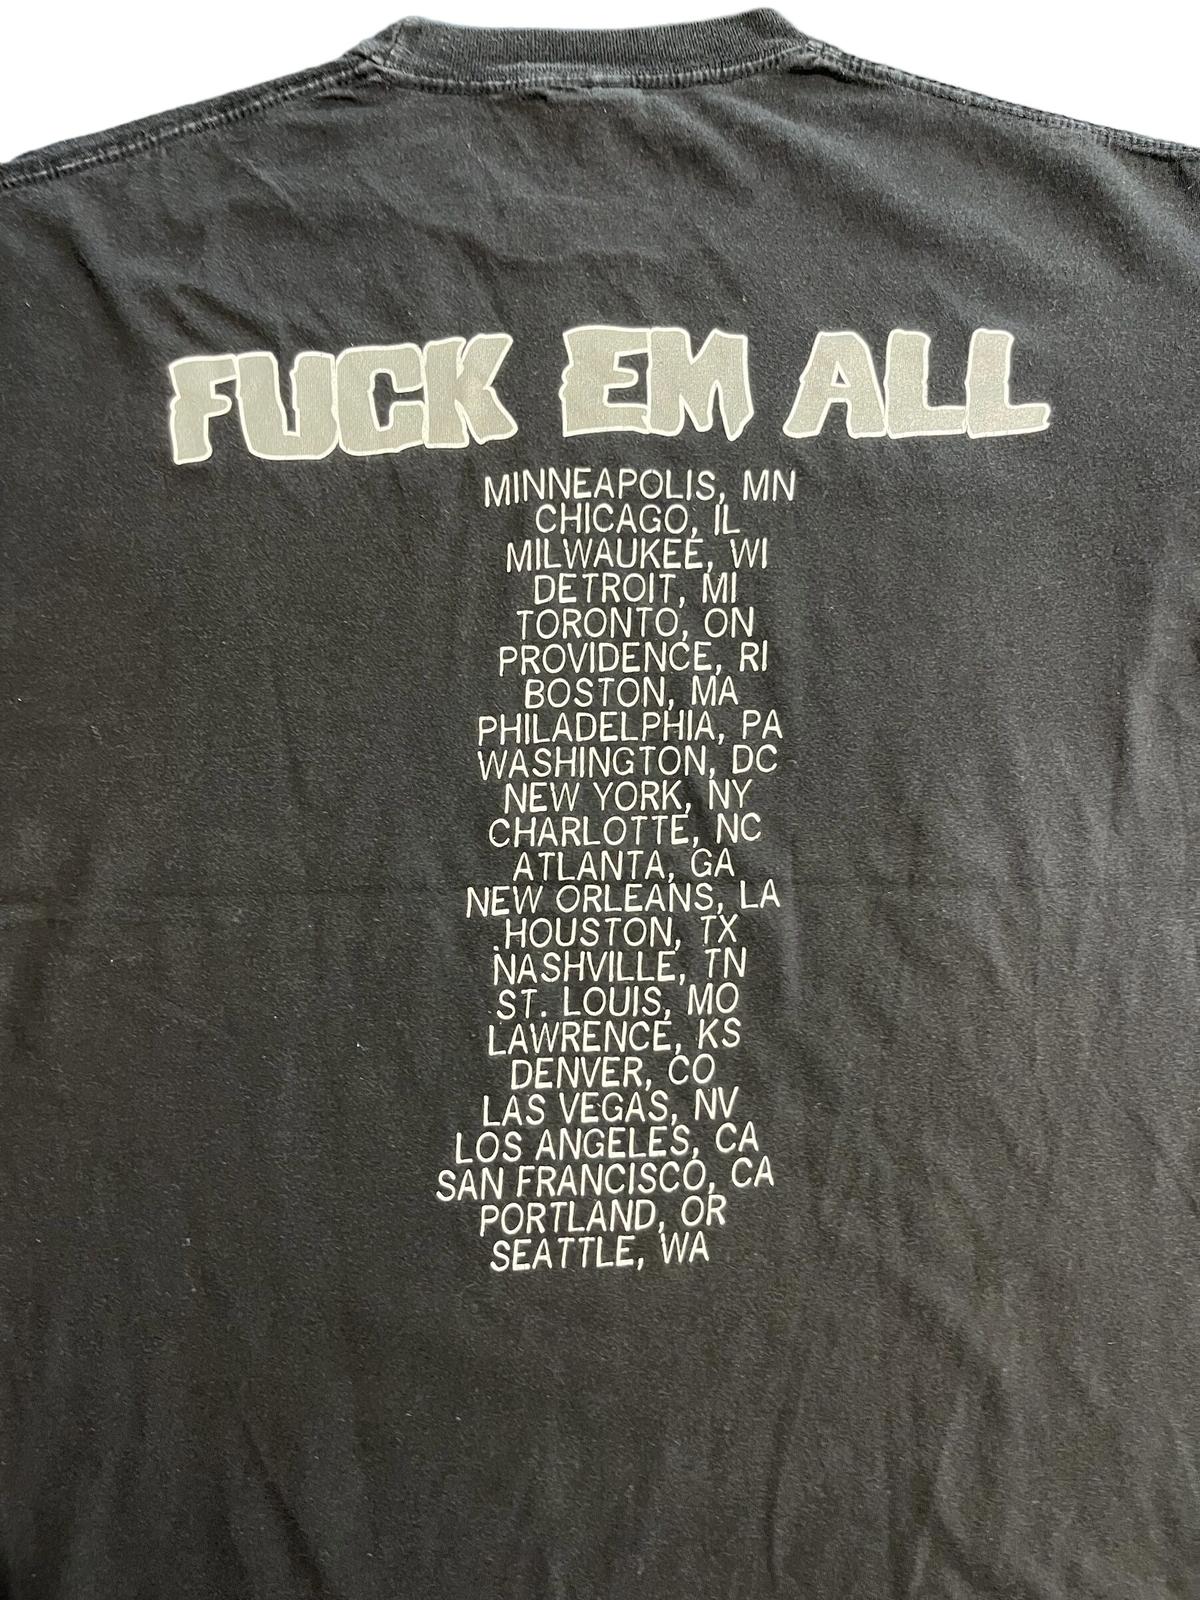 FUCK EM ALL
MINNEAPOLIS, MN
CHICAGO, IL
MILWAUKEE, WI
DETROIT, MI
TORONTO, ON
PROVIDENCE, RI
BOSTON, MA
PHILADELPHIA, PA
WASHINGTON, DC
NEW YORK, NY
CHARLOTTE, NC
ATLANTA, GA
NEW ORLEANS, LA
HOUSTON, TX
NASHVILLE, TN
ST. LOUIS, MO
LAWRENCE, KS
DENVER, CO
LAS VEGAS, NV
LOS ANGELES, CA
SAN FRANCISCO, CA
PORTLAND, OR
SEATTLE, WA